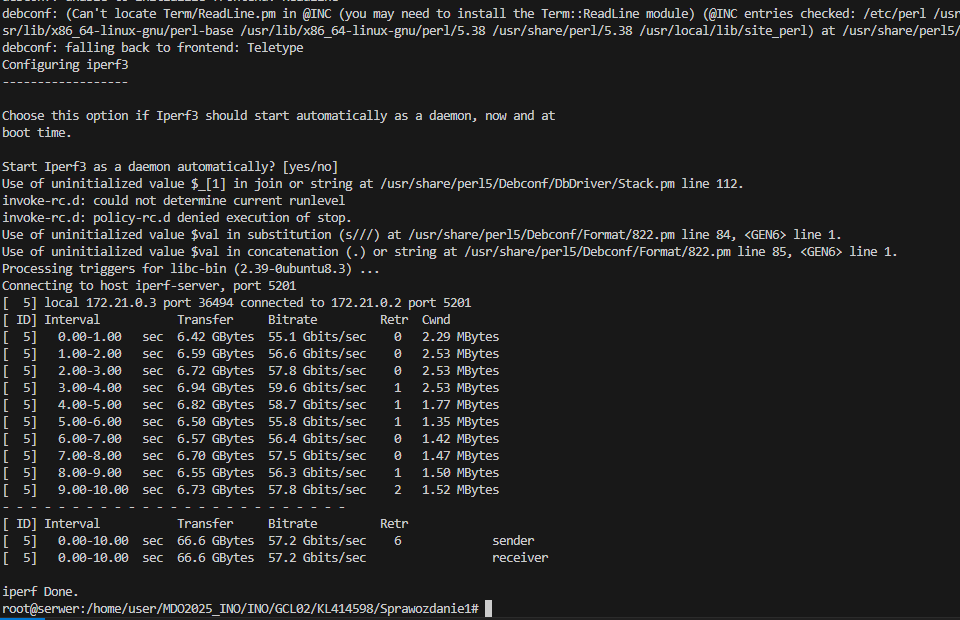 debconf: (Can't locate Term/ReadLine.pm in @INC (you may need to install the Term::ReadLine module) (@INC entries checked: /etc/perl /usr
sr/lib/x86_64-linux-gnu/perl-base /usr/lib/x86_64-linux-gnu/perl/5.38 /usr/share/perl/5.38 /usr/local/lib/site_perl) at /usr/share/perl5/
debconf: falling back to frontend: Teletype
Configuring iperf3
------------------
Choose this option if Iperf3 should start automatically as a daemon, now and at
boot time.
Start Iperf3 as a daemon automatically? [yes/no]
Use of uninitialized value $_[1] in join or string at /usr/share/perl5/Debconf/DbDriver/Stack.pm line 112.
invoke-rc.d: could not determine current runlevel
invoke-rc.d: policy-rc.d denied execution of stop.
Use of uninitialized value $val in substitution (s///) at /usr/share/perl5/Debconf/Format/822.pm line 84, <GEN6> line 1.
Use of uninitialized value $val in concatenation (.) or string at /usr/share/perl5/Debconf/Format/822.pm line 85, <GEN6> line 1.
Processing triggers for libc-bin (2.39-0ubuntu8.3) ...
Connecting to host iperf-server, port 5201
[  5] local 172.21.0.3 port 36494 connected to 172.21.0.2 port 5201
[ ID] Interval           Transfer     Bitrate         Retr  Cwnd
[  5]   0.00-1.00   sec  6.42 GBytes  55.1 Gbits/sec    0   2.29 MBytes
[  5]   1.00-2.00   sec  6.59 GBytes  56.6 Gbits/sec    0   2.53 MBytes
[  5]   2.00-3.00   sec  6.72 GBytes  57.8 Gbits/sec    0   2.53 MBytes
[  5]   3.00-4.00   sec  6.94 GBytes  59.6 Gbits/sec    1   2.53 MBytes
[  5]   4.00-5.00   sec  6.82 GBytes  58.7 Gbits/sec    1   1.77 MBytes
[  5]   5.00-6.00   sec  6.50 GBytes  55.8 Gbits/sec    1   1.35 MBytes
[  5]   6.00-7.00   sec  6.57 GBytes  56.4 Gbits/sec    0   1.42 MBytes
[  5]   7.00-8.00   sec  6.70 GBytes  57.5 Gbits/sec    0   1.47 MBytes
[  5]   8.00-9.00   sec  6.55 GBytes  56.3 Gbits/sec    1   1.50 MBytes
[  5]   9.00-10.00  sec  6.73 GBytes  57.8 Gbits/sec    2   1.52 MBytes
- - - - - - - - - - - - - - - - - - - - - - - - -
[ ID] Interval           Transfer     Bitrate         Retr
[  5]   0.00-10.00  sec  66.6 GBytes  57.2 Gbits/sec    6             sender
[  5]   0.00-10.00  sec  66.6 GBytes  57.2 Gbits/sec                  receiver
iperf Done.
root@serwer:/home/user/MDO2025_INO/INO/GCL02/KL414598/Sprawozdanie1#